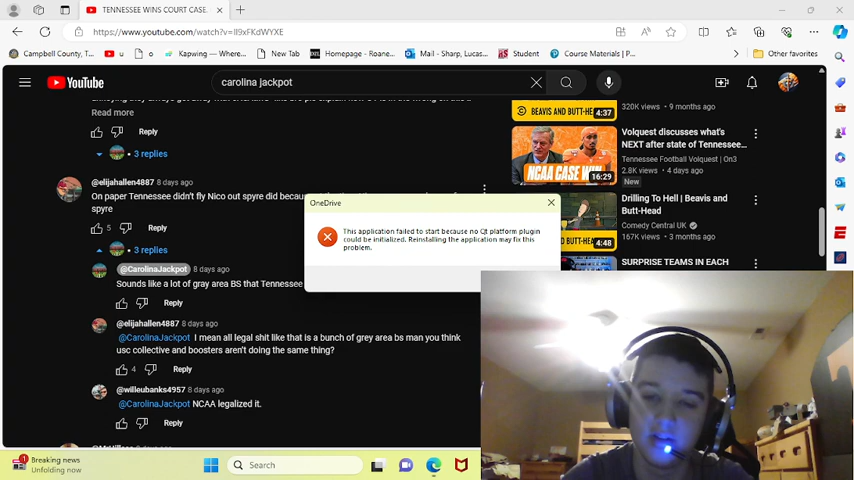 TENNESSEE WINS COURT CASE.
https://www.youtube.com/watch?v=lI9xFKdWYXE
Campbell County, T...
u
o
Kapwing — Where...
New Tab
Homepage - Roane...
Mail - Sharp, Lucas...
Student
Course Materials | P...
Other favorites
YouTube
carolina jackpot
Read more
Reply
3 replies
@elijahallen4887 8 days ago
On paper Tennessee didn't fly Nico out spyre did
spyre
5 Reply
3 replies
@CarolinaJackpot 8 days ago
Sounds like a lot of gray area BS that Tennessee
Reply
@elijahallen4887 8 days ago
@CarolinaJackpot I mean all legal shit like that is a bunch of grey area bs man you think
usc collective and boosters aren't doing the same thing?
4 Reply
@willeubanks4957 8 days ago
@CarolinaJackpot NCAA legalized it.
Reply
OneDrive
This application failed to start because no Qt platform plugin
could be initialized. Reinstalling the application may fix this
problem.
BEAVIS AND BUTT-HEA
4:37
320K views • 9 months ago
NCAA CASE
16:29
Volquest discusses what's
NEXT after state of Tennessee...
Tennessee Football Volquest | On3
2.8K views • 4 days ago
New
4:48
Drilling To Hell | Beavis and
Butt-Head
Comedy Central UK
167K views • 3 months ago
SURPRISE TEAMS IN EACH
1
Breaking news
Unfolding now
Search